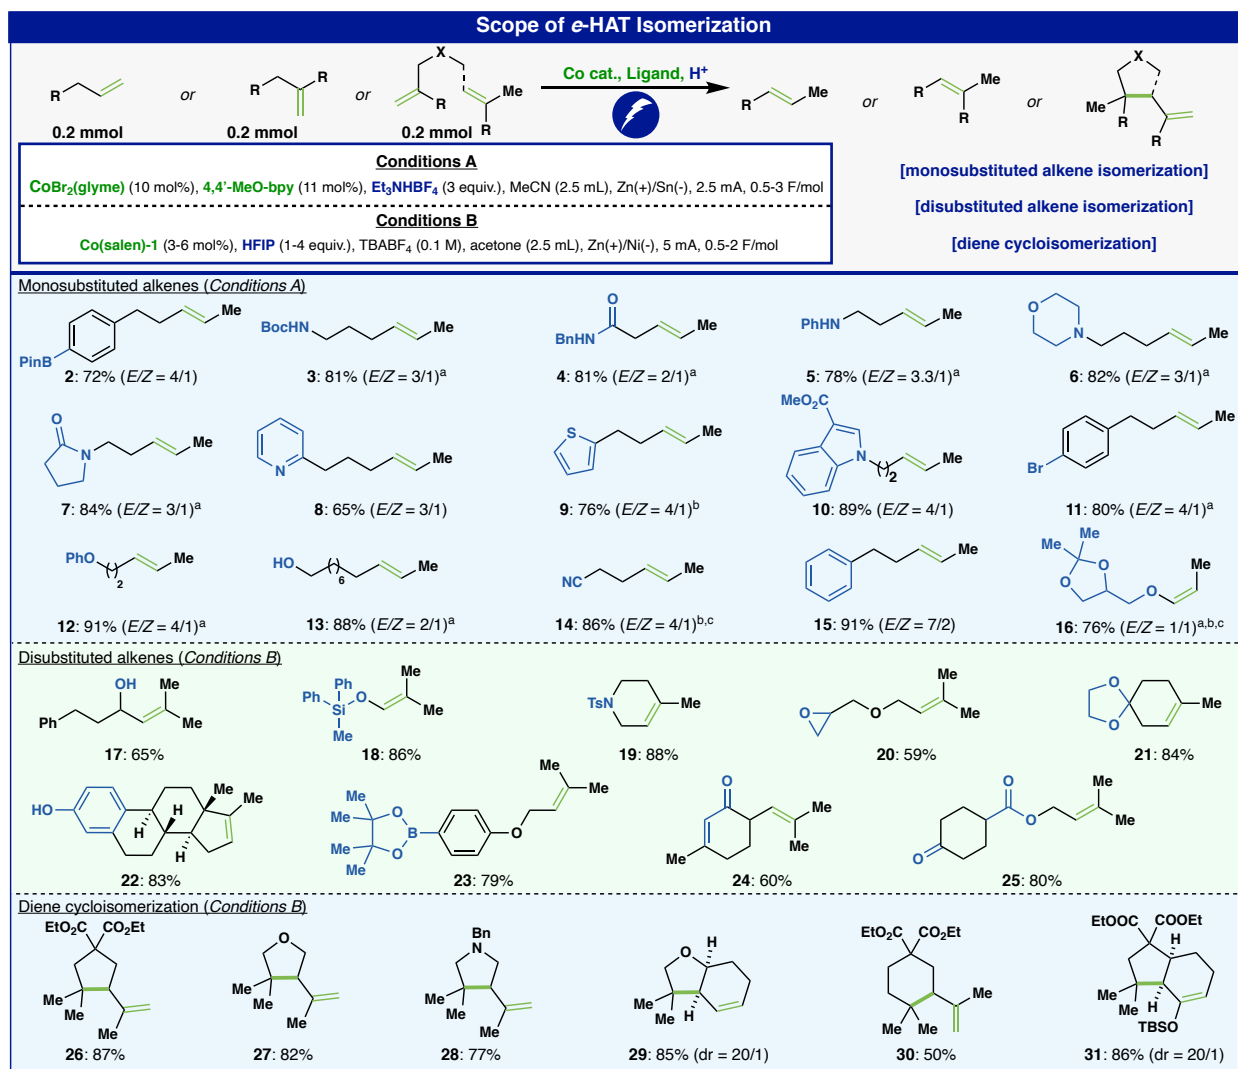 Scope of e-HAT Isomerization
R
or
R
R
or
X
R
Me
R
Co cat., Ligand, H⁺
R
Me
or
R
Me
R
or
X
Me
R
R
0.2 mmol
0.2 mmol
0.2 mmol
Conditions A
CoBr₂(glyme) (10 mol%), 4,4'-MeO-bpy (11 mol%), Et₃NHBF₄ (3 equiv.), MeCN (2.5 mL), Zn(+)/Sn(-), 2.5 mA, 0.5-3 F/mol
Conditions B
Co(salen)-1 (3-6 mol%), HFIP (1-4 equiv.), TBABF₄ (0.1 M), acetone (2.5 mL), Zn(+)/Ni(-), 5 mA, 0.5-2 F/mol
[monosubstituted alkene isomerization]
[disubstituted alkene isomerization]
[diene cycloisomerization]
Monosubstituted alkenes (Conditions A)
PinB
Me
2: 72% (E/Z = 4/1)
BocHN
Me
3: 81% (E/Z = 3/1)ᵃ
O
BnHN
Me
4: 81% (E/Z = 2/1)ᵃ
PhHN
Me
5: 78% (E/Z = 3.3/1)ᵃ
O
N
Me
6: 82% (E/Z = 3/1)ᵃ
O
N
Me
7: 84% (E/Z = 3/1)ᵃ
N
Me
8: 65% (E/Z = 3/1)
S
Me
9: 76% (E/Z = 4/1)ᵇ
MeO₂C
N
2
Me
10: 89% (E/Z = 4/1)
Br
Me
11: 80% (E/Z = 4/1)ᵃ
PhO
2
Me
12: 91% (E/Z = 4/1)ᵃ
HO
6
Me
13: 88% (E/Z = 2/1)ᵃ
NC
Me
14: 86% (E/Z = 4/1)ᵇ,ᶜ
Me
15: 91% (E/Z = 7/2)
Me
Me
O
O
O
Me
16: 76% (E/Z = 1/1)ᵃ,ᵇ,ᶜ
Disubstituted alkenes (Conditions B)
OH
Me
Ph
Me
17: 65%
Ph
Ph
Si
O
Me
Me
Me
18: 86%
TsN
Me
19: 88%
O
O
Me
Me
20: 59%
O
O
Me
21: 84%
HO
H
H
H
Me
Me
22: 83%
Me
Me
Me
Me
O
O
B
O
Me
Me
23: 79%
O
Me
Me
Me
24: 60%
O
O
O
Me
Me
25: 80%
Diene cycloisomerization (Conditions B)
EtO₂C
CO₂Et
Me
Me
Me
26: 87%
O
Me
Me
Me
27: 82%
Bn
N
Me
Me
Me
28: 77%
O
H
Me
Me
H
29: 85% (dr = 20/1)
EtO₂C
CO₂Et
Me
Me
Me
30: 50%
EtOOC
COOEt
H
Me
Me
H
TBSO
31: 86% (dr = 20/1)